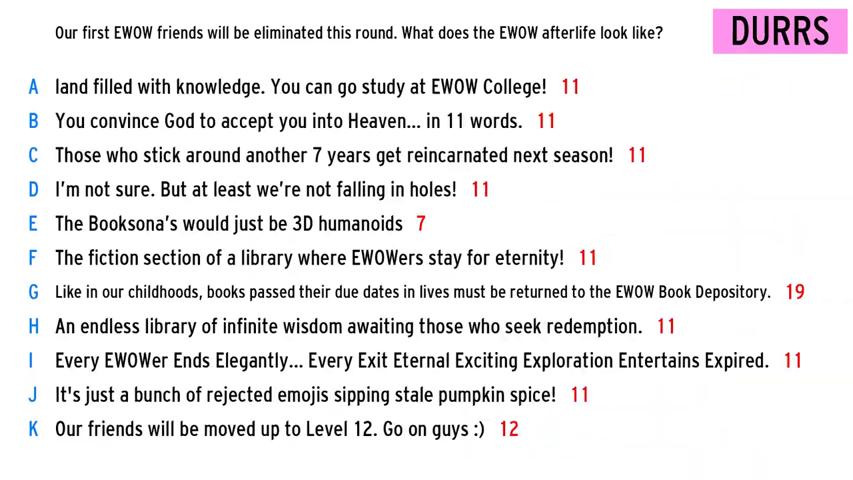 Our first EWOW friends will be eliminated this round. What does the EWOW afterlife look like?
DURRS
A land filled with knowledge. You can go study at EWOW College! 11
B You convince God to accept you into Heaven... in 11 words. 11
C Those who stick around another 7 years get reincarnated next season! 11
D I'm not sure. But at least we're not falling in holes! 11
E The Booksona's would just be 3D humanoids 7
F The fiction section of a library where EWOWers stay for eternity! 11
G Like in our childhoods, books passed their due dates in lives must be returned to the EWOW Book Depository. 19
H An endless library of infinite wisdom awaiting those who seek redemption. 11
I Every EWOWer Ends Elegantly... Every Exit Eternal Exciting Exploration Entertains Expired. 11
J It's just a bunch of rejected emojis sipping stale pumpkin spice! 11
K Our friends will be moved up to Level 12. Go on guys :) 12